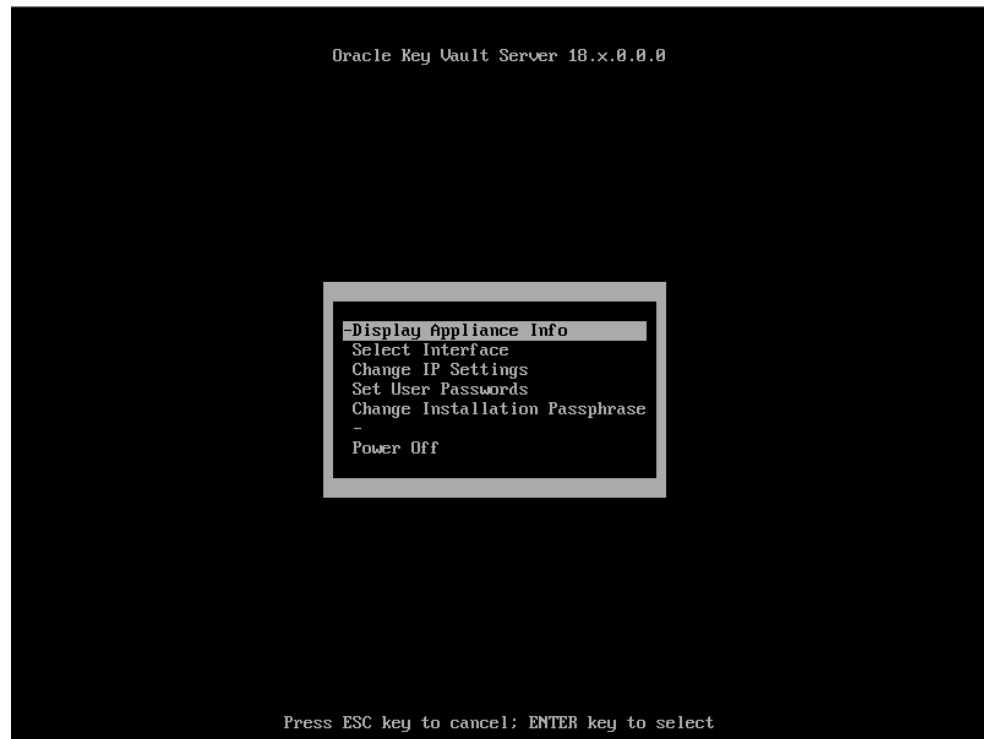 Oracle Key Vault Server 18.x.0.0.0
-Display Appliance Info
Select Interface
Change IP Settings
Set User Passwords
Change Installation Passphrase
-
Power Off
Press ESC key to cancel; ENTER key to select